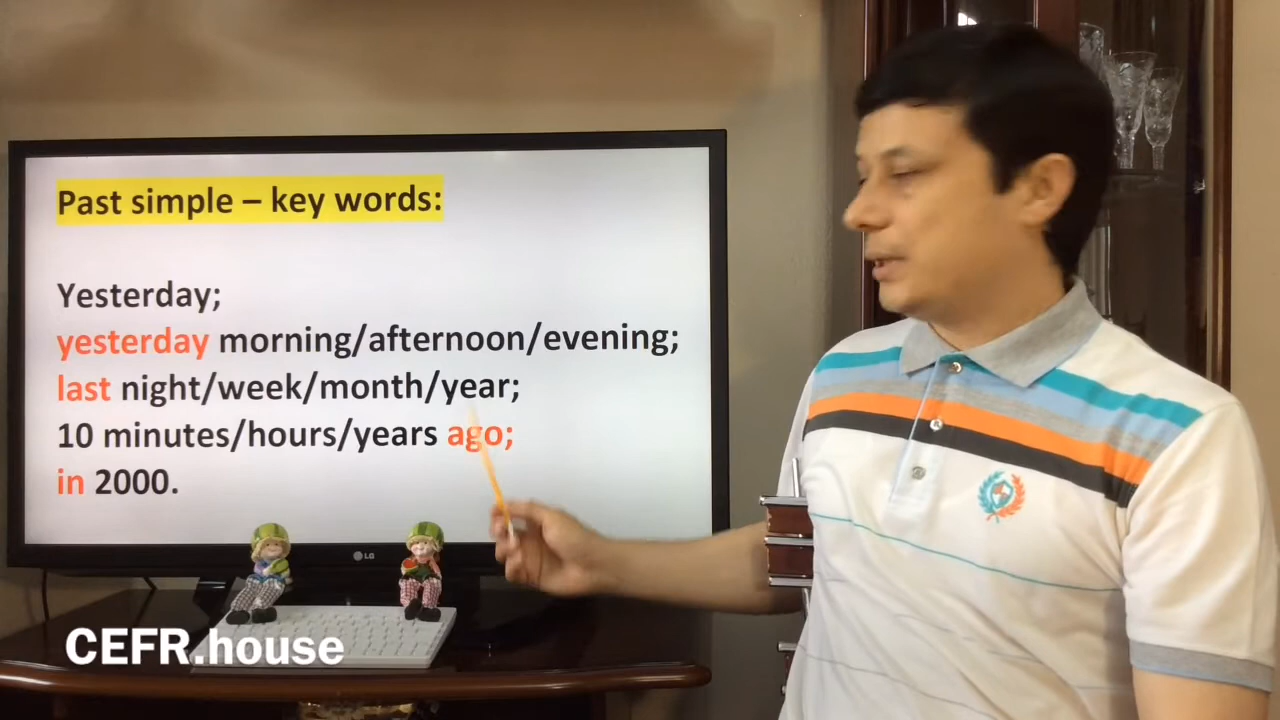 Past simple – key words:
Yesterday;
yesterday morning/afternoon/evening;
last night/week/month/year;
10 minutes/hours/years ago;
in 2000.
LG
CEFR.house